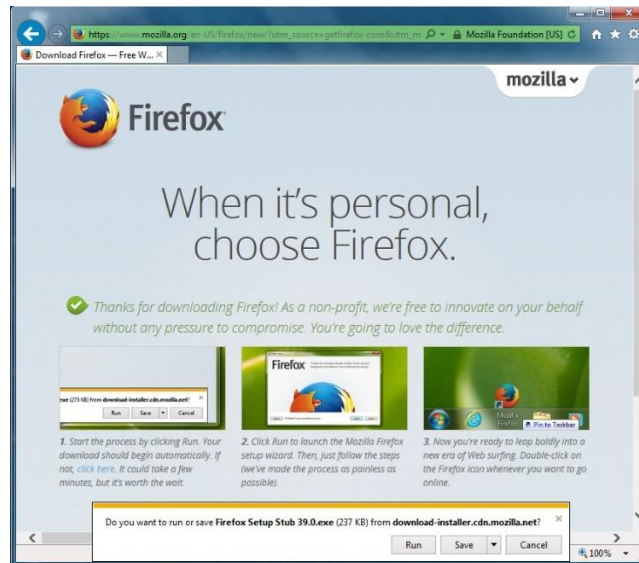 https://www.mozilla.org/en-US/firefox/new/?utm_source=getfirefox-com&utm_m
Mozilla Foundation [US]
Download Firefox — Free W...
mozilla
Firefox
When it's personal,
choose Firefox.
Thanks for downloading Firefox! As a non-profit, we're free to innovate on your behalf
without any pressure to compromise. You're going to love the difference.
(275 KB) from download-installer.cdn.mozilla.net?
Run Save Cancel
Firefox
Mozilla
Firefox
Pin to Taskbar
1. Start the process by clicking Run. Your
download should begin automatically. If
not, click here. It could take a few
minutes, but it's worth the wait.
2. Click Run to launch the Mozilla Firefox
setup wizard. Then, just follow the steps
(we've made the process as painless as
possible).
3. Now you're ready to leap boldly into a
new era of Web surfing. Double-click on
the Firefox icon whenever you want to go
online.
Do you want to run or save Firefox Setup Stub 39.0.exe (237 KB) from download-installer.cdn.mozilla.net?
Run Save Cancel
100%